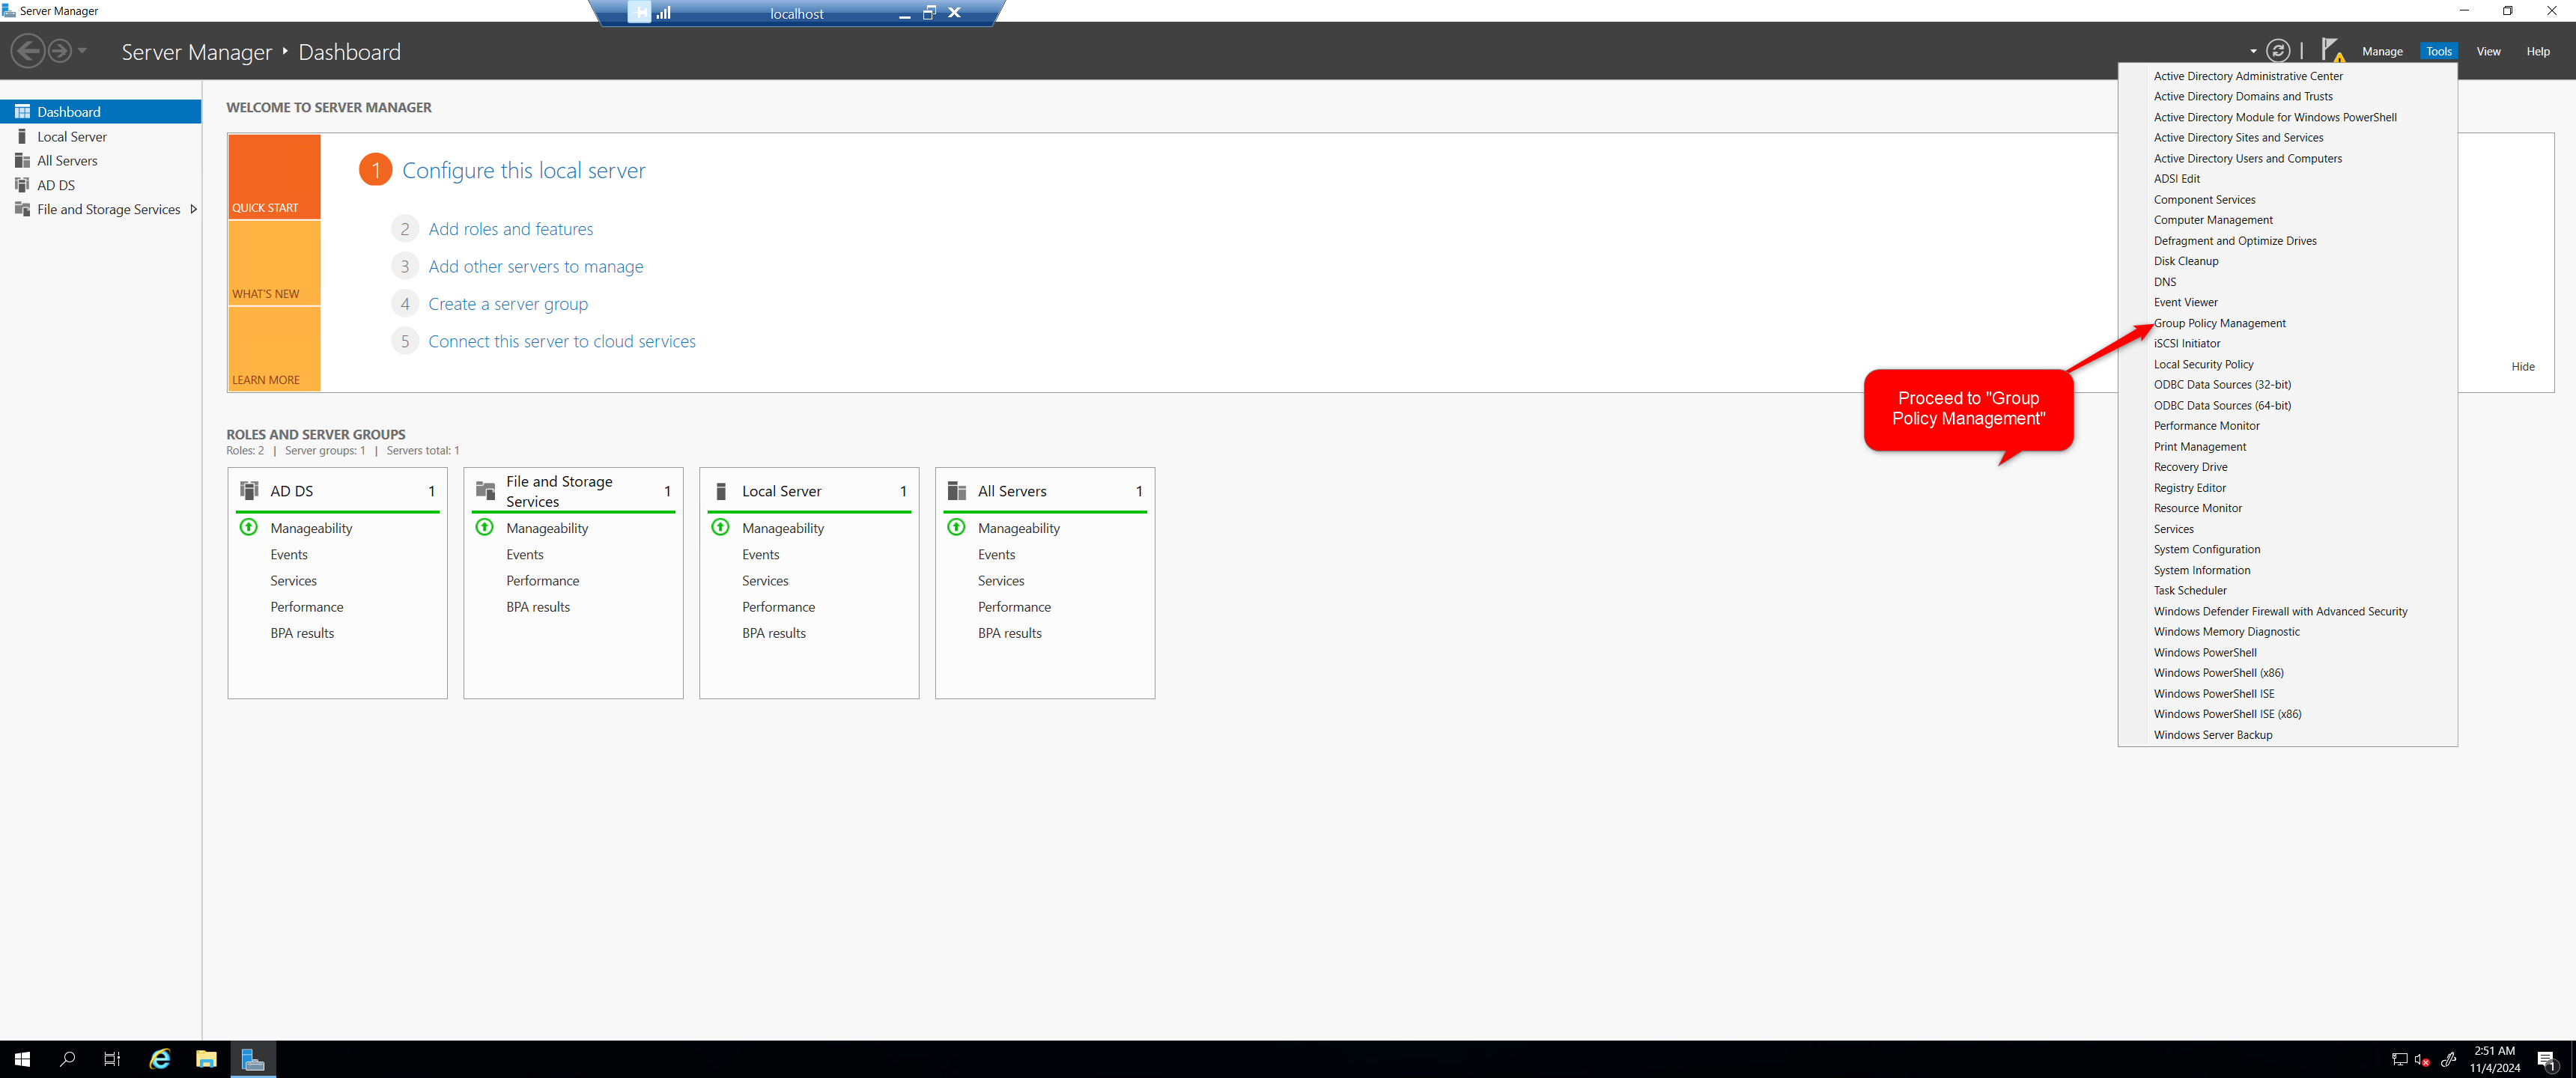 Server Manager
localhost
Server Manager ‣ Dashboard
Manage
Tools
View
Help
Dashboard
Local Server
All Servers
AD DS
File and Storage Services
WELCOME TO SERVER MANAGER
QUICK START
WHAT'S NEW
LEARN MORE
1 Configure this local server
2 Add roles and features
3 Add other servers to manage
4 Create a server group
5 Connect this server to cloud services
Hide
ROLES AND SERVER GROUPS
Roles: 2 | Server groups: 1 | Servers total: 1
AD DS 1
Manageability
Events
Services
Performance
BPA results
File and Storage
Services 1
Manageability
Events
Performance
BPA results
Local Server 1
Manageability
Events
Services
Performance
BPA results
All Servers 1
Manageability
Events
Services
Performance
BPA results
Active Directory Administrative Center
Active Directory Domains and Trusts
Active Directory Module for Windows PowerShell
Active Directory Sites and Services
Active Directory Users and Computers
ADSI Edit
Component Services
Computer Management
Defragment and Optimize Drives
Disk Cleanup
DNS
Event Viewer
Group Policy Management
iSCSI Initiator
Local Security Policy
ODBC Data Sources (32-bit)
ODBC Data Sources (64-bit)
Performance Monitor
Print Management
Recovery Drive
Registry Editor
Resource Monitor
Services
System Configuration
System Information
Task Scheduler
Windows Defender Firewall with Advanced Security
Windows Memory Diagnostic
Windows PowerShell
Windows PowerShell (x86)
Windows PowerShell ISE
Windows PowerShell ISE (x86)
Windows Server Backup
Proceed to "Group
Policy Management"
2:51 AM
11/4/2024
1